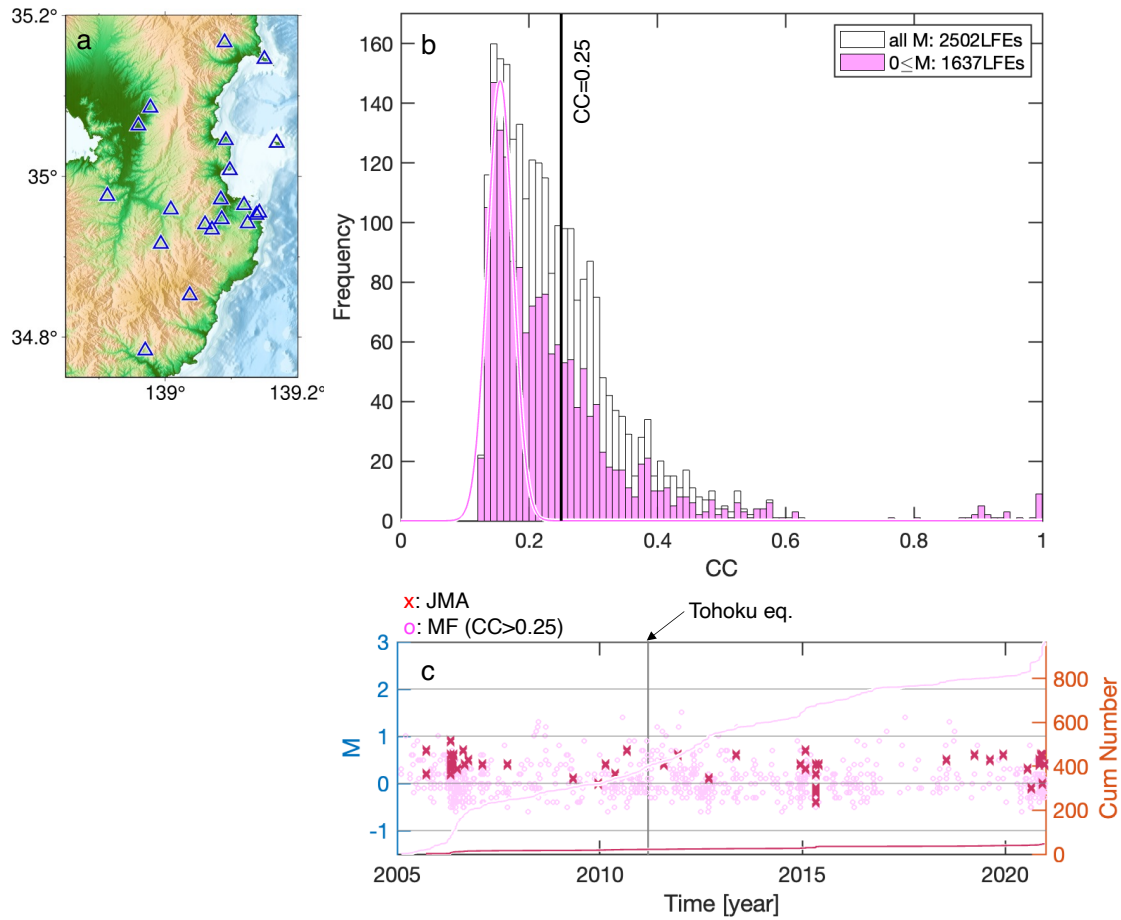 35.2°
a
35°
34.8°
139°
139.2°
b
CC=0.25
all M: 2502LFEs
0≤M: 1637LFEs
Frequency
160
140
120
100
80
60
40
20
0
0
0.2
0.4
0.6
0.8
1
CC
x: JMA
o: MF (CC>0.25)
Tohoku eq.
c
M
3
2
1
0
-1
800
600
400
200
0
Cum Number
2005
2010
2015
2020
Time [year]